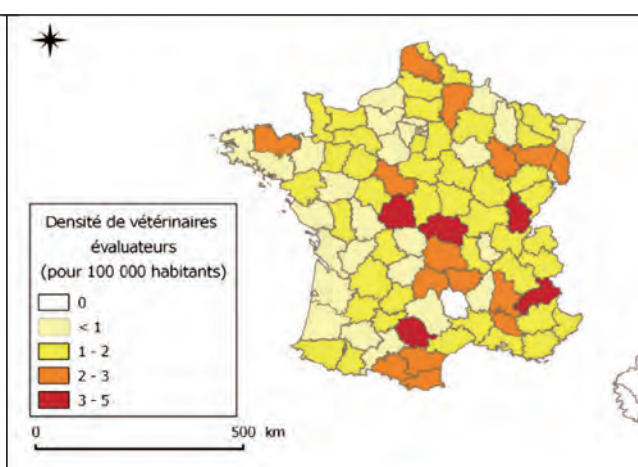 Densité de vétérinaires
évaluateurs
(pour 100 000 habitants)
0
< 1
1 - 2
2 - 3
3 - 5
0 500 km